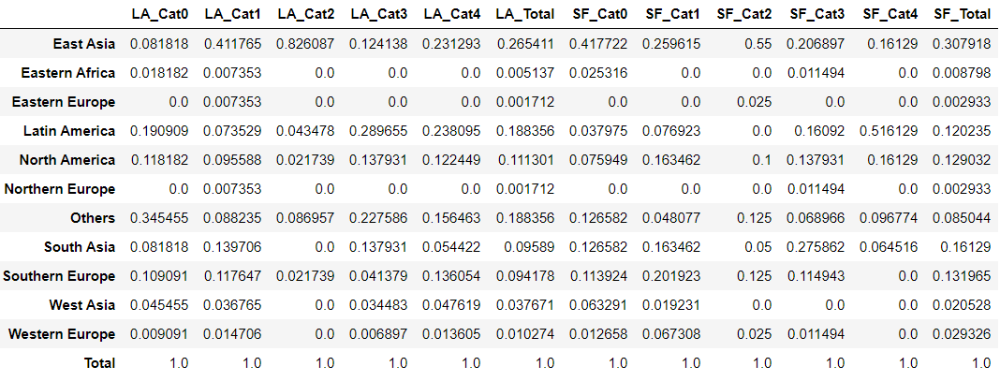 LA_Cat0 LA_Cat1 LA_Cat2 LA_Cat3 LA_Cat4 LA_Total SF_Cat0 SF_Cat1 SF_Cat2 SF_Cat3 SF_Cat4 SF_Total
East Asia 0.081818 0.411765 0.826087 0.124138 0.231293 0.265411 0.417722 0.259615 0.55 0.206897 0.16129 0.307918
Eastern Africa 0.018182 0.007353 0.0 0.0 0.0 0.005137 0.025316 0.0 0.0 0.011494 0.0 0.008798
Eastern Europe 0.0 0.007353 0.0 0.0 0.0 0.001712 0.0 0.0 0.025 0.0 0.0 0.002933
Latin America 0.190909 0.073529 0.043478 0.289655 0.238095 0.188356 0.037975 0.076923 0.0 0.16092 0.516129 0.120235
North America 0.118182 0.095588 0.021739 0.137931 0.122449 0.111301 0.075949 0.163462 0.1 0.137931 0.16129 0.129032
Northern Europe 0.0 0.007353 0.0 0.0 0.0 0.001712 0.0 0.0 0.0 0.011494 0.0 0.002933
Others 0.345455 0.088235 0.086957 0.227586 0.156463 0.188356 0.126582 0.048077 0.125 0.068966 0.096774 0.085044
South Asia 0.081818 0.139706 0.0 0.137931 0.054422 0.09589 0.126582 0.163462 0.05 0.275862 0.064516 0.16129
Southern Europe 0.109091 0.117647 0.021739 0.041379 0.136054 0.094178 0.113924 0.201923 0.125 0.114943 0.0 0.131965
West Asia 0.045455 0.036765 0.0 0.034483 0.047619 0.037671 0.063291 0.019231 0.0 0.0 0.0 0.020528
Western Europe 0.009091 0.014706 0.0 0.006897 0.013605 0.010274 0.012658 0.067308 0.025 0.011494 0.0 0.029326
Total 1.0 1.0 1.0 1.0 1.0 1.0 1.0 1.0 1.0 1.0 1.0 1.0